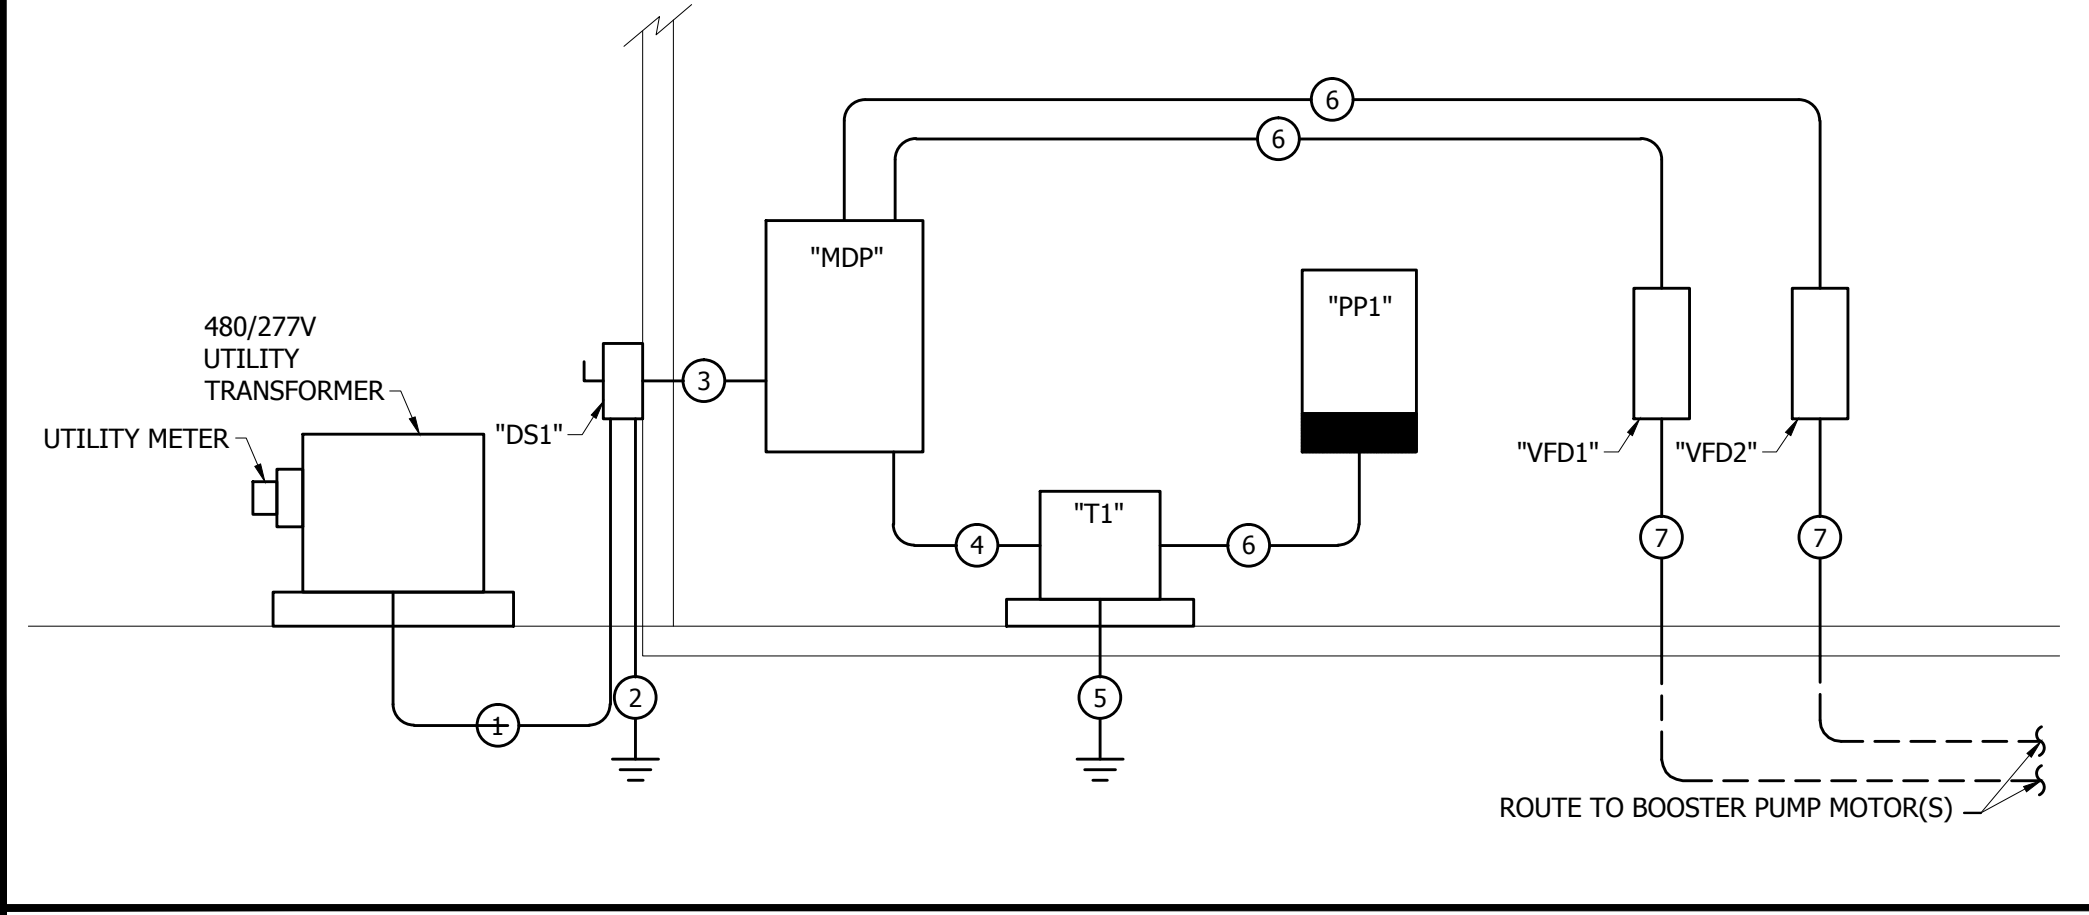 6
6
"MDP"
"PP1"
480/277V
UTILITY
TRANSFORMER
3
UTILITY METER
"DS1"
"VFD1"
"VFD2"
"T1"
4
6
7
7
2
5
1
ROUTE TO BOOSTER PUMP MOTOR(S)